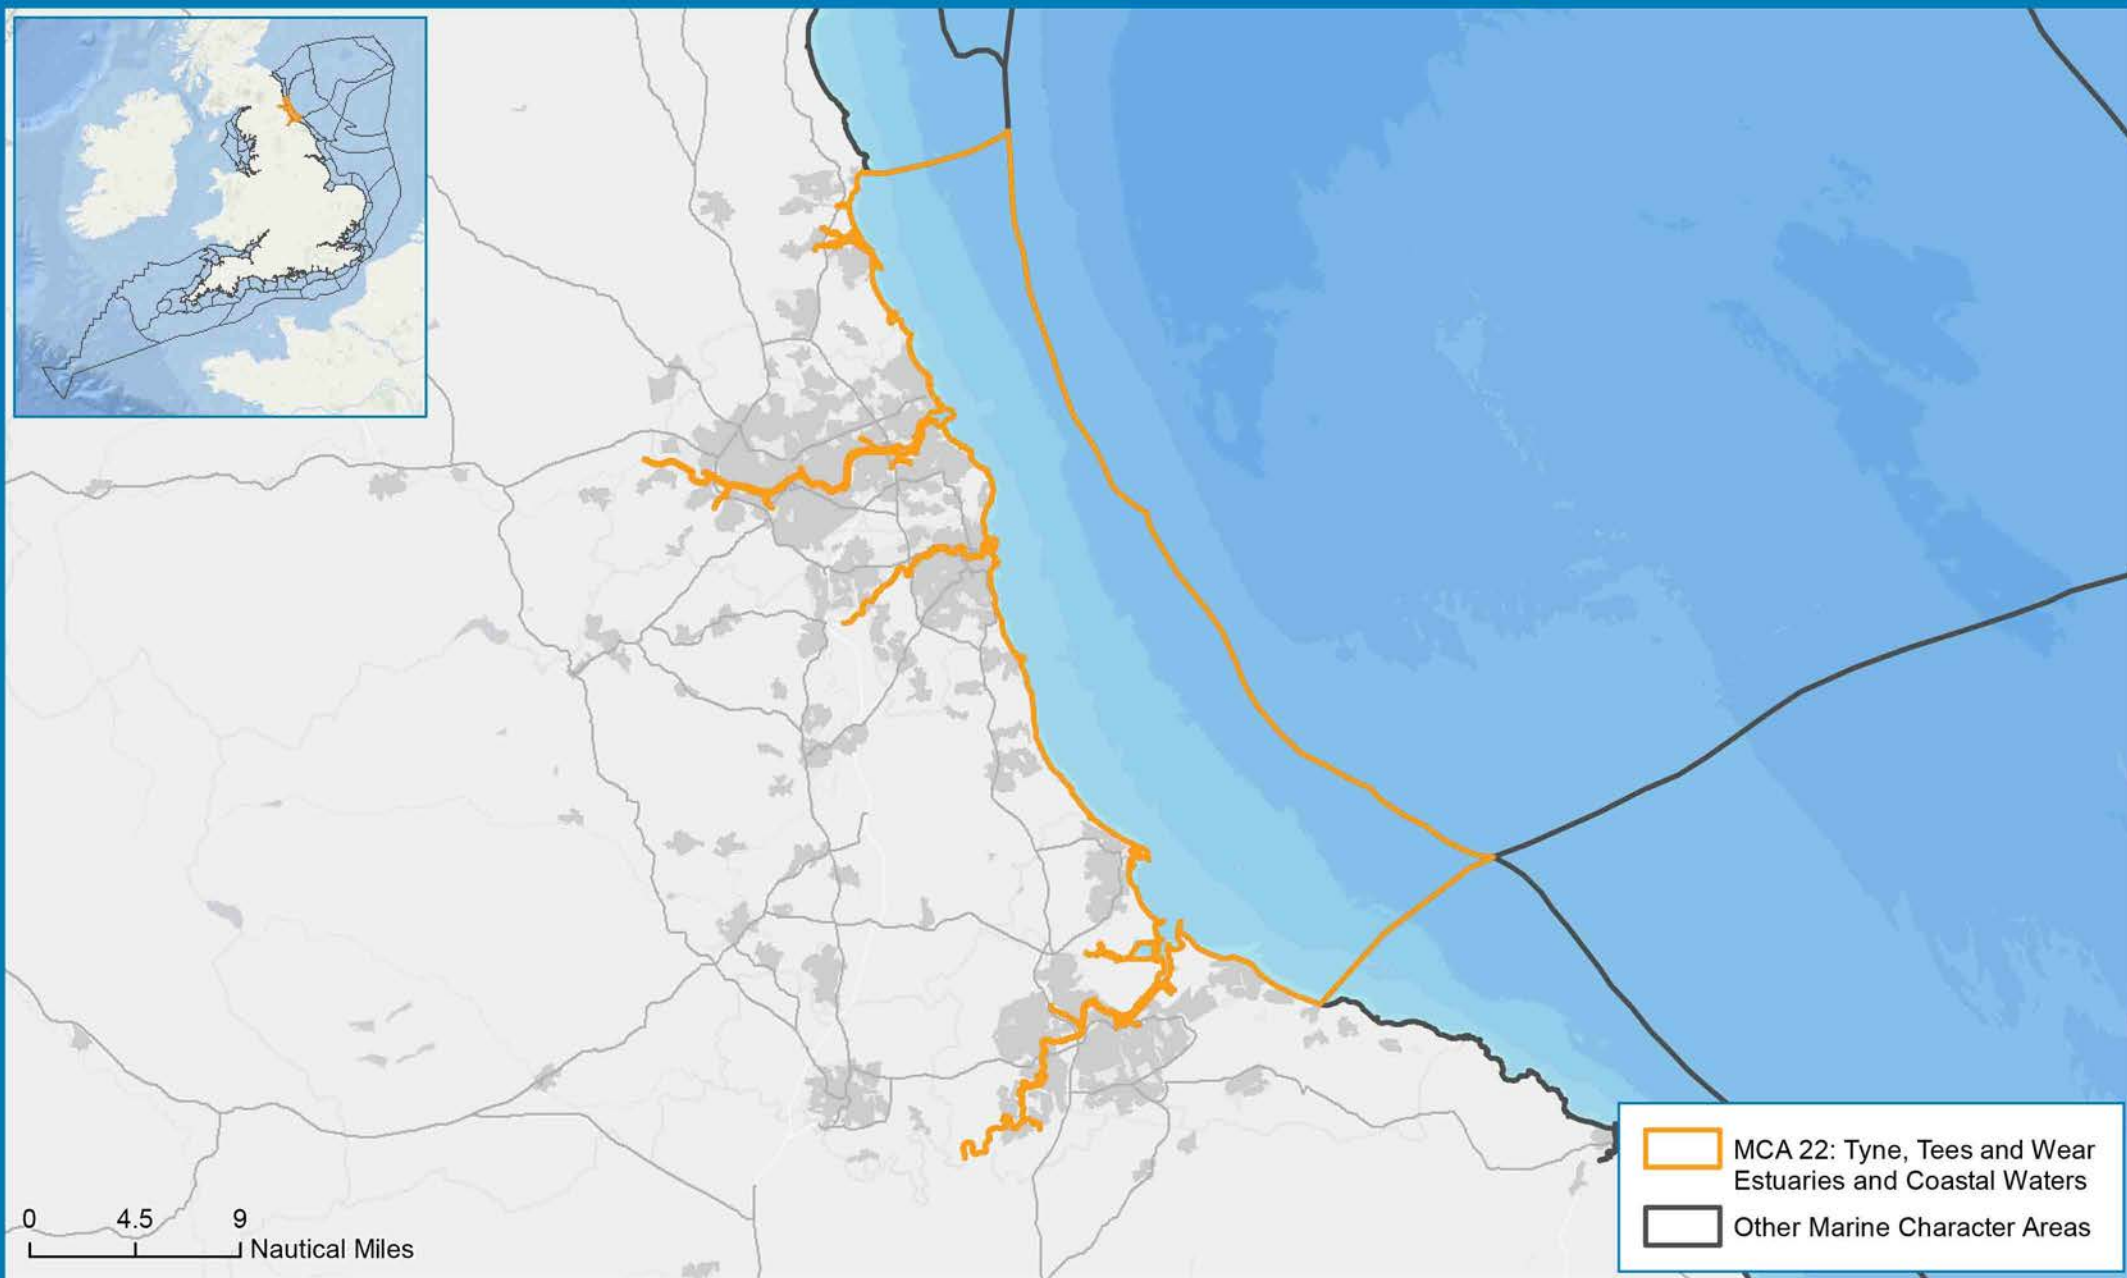 MCA 22: Tyne, Tees and Wear
Estuaries and Coastal Waters
Other Marine Character Areas
0 4.5 9
Nautical Miles